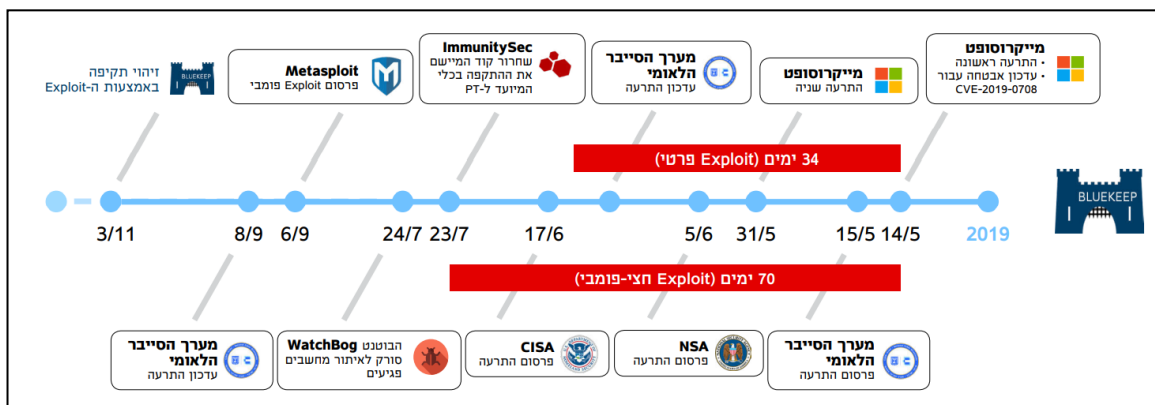 מייקרוסופט
• התרעה ראשונה
• עדכון אבטחה עבור
CVE-2019-0708
מייקרוסופט
התרעה שניה
מערך הסייבר
הלאומי
עדכון התרעה
ImmunitySec
שחרור קוד המיישם
את ההתקפה בכלי
המיועד ל-PT
Metasploit
פרסום Exploit פומבי
BLUEKEEP
זיהוי תקיפה
באמצעות ה-Exploit
34 ימים (Exploit פרטי)
BLUEKEEP
2019
14/5
15/5
31/5
5/6
17/6
23/7
24/7
6/9
8/9
3/11
70 ימים (Exploit חצי-פומבי)
מערך הסייבר
הלאומי
פרסום התרעה
NSA
פרסום התרעה
CISA
פרסום התרעה
הבוטנט WatchBog
סורק לאיתור מחשבים
פגיעים
מערך הסייבר
הלאומי
עדכון התרעה